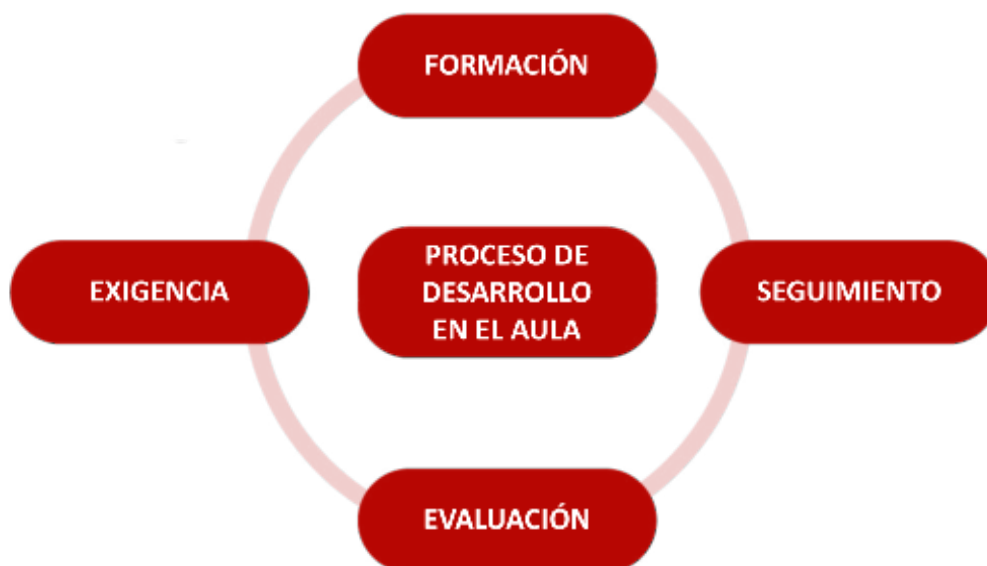 FORMACIÓN
EXIGENCIA
PROCESO DE
DESARROLLO
EN EL AULA
SEGUIMIENTO
EVALUACIÓN